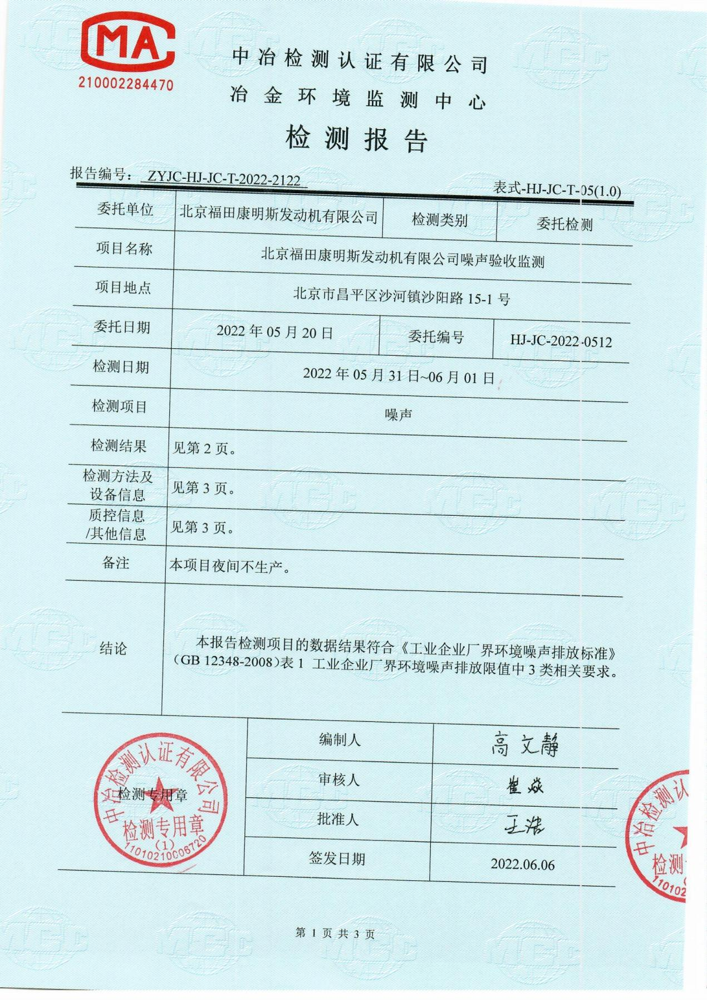 MA
210002284470
中冶检测认证有限公司
冶金环境监测中心
检测报告
报告编号： ZYJC-HJ-JC-T-2022-2122
表式-HJ-JC-T-05(1.0)
委托单位 北京福田康明斯发动机有限公司 检测类别 委托检测
项目名称 北京福田康明斯发动机有限公司噪声验收监测
项目地点 北京市昌平区沙河镇沙阳路 15-1 号
委托日期 2022 年 05 月 20 日 委托编号 HJ-JC-2022-0512
检测日期 2022 年 05 月 31 日~06 月 01 日
检测项目 噪声
检测结果 见第 2 页。
检测方法及
设备信息 见第 3 页。
质控信息
/其他信息 见第 3 页。
备注 本项目夜间不生产。
结论 本报告检测项目的数据结果符合《工业企业厂界环境噪声排放标准》
（GB 12348-2008）表 1 工业企业厂界环境噪声排放限值中 3 类相关要求。
检测专用章
中冶检测认证有限公司
检测专用章
(1)
11010210006720
编制人 高文静
审核人 崔焱
批准人 王浩
签发日期 2022.06.06
中冶检测认
检测
110102
第 1 页 共 3 页
MCC